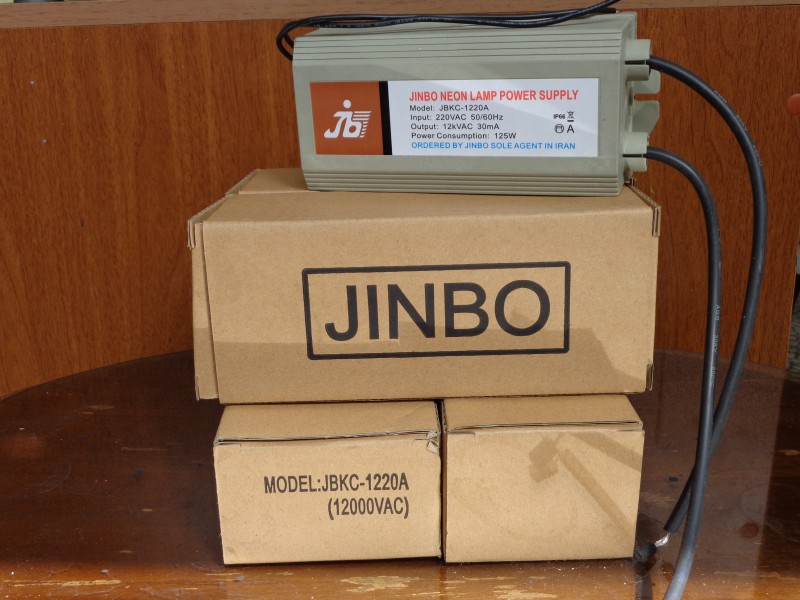 JINBO NEON LAMP POWER SUPPLY
Model: JBKC-1220A
Input: 220VAC 50/60Hz
Output: 12kVAC 30mA
Power Consumption: 125W
ORDERED BY JINBO SOLE AGENT IN IRAN
IP66
A
jb
JINBO
MODEL:JBKC-1220A
(12000VAC)